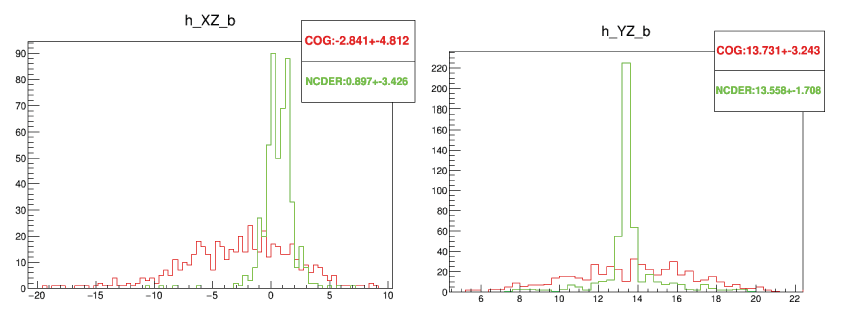 h_XZ_b
COG:-2.841+-4.812
NCDER:0.897+-3.426
90
80
70
60
50
40
30
20
10
0
−20 −15 −10 −5 0 5 10
h_YZ_b
COG:13.731+-3.243
NCDER:13.558+-1.708
220
200
180
160
140
120
100
80
60
40
20
0
6 8 10 12 14 16 18 20 22